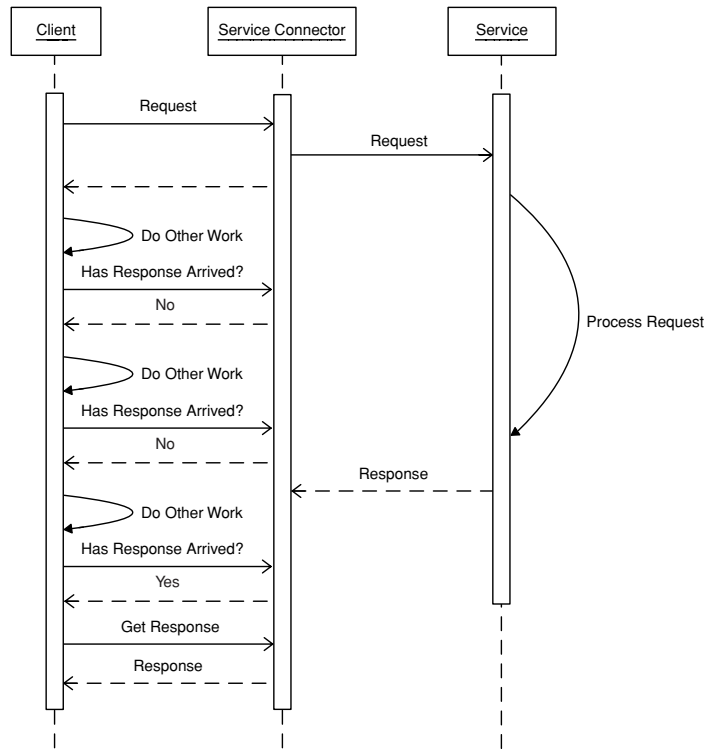 Client
Service Connector
Service
Request
Request
Do Other Work
Has Response Arrived?
No
Process Request
Do Other Work
Has Response Arrived?
No
Response
Do Other Work
Has Response Arrived?
Yes
Get Response
Response